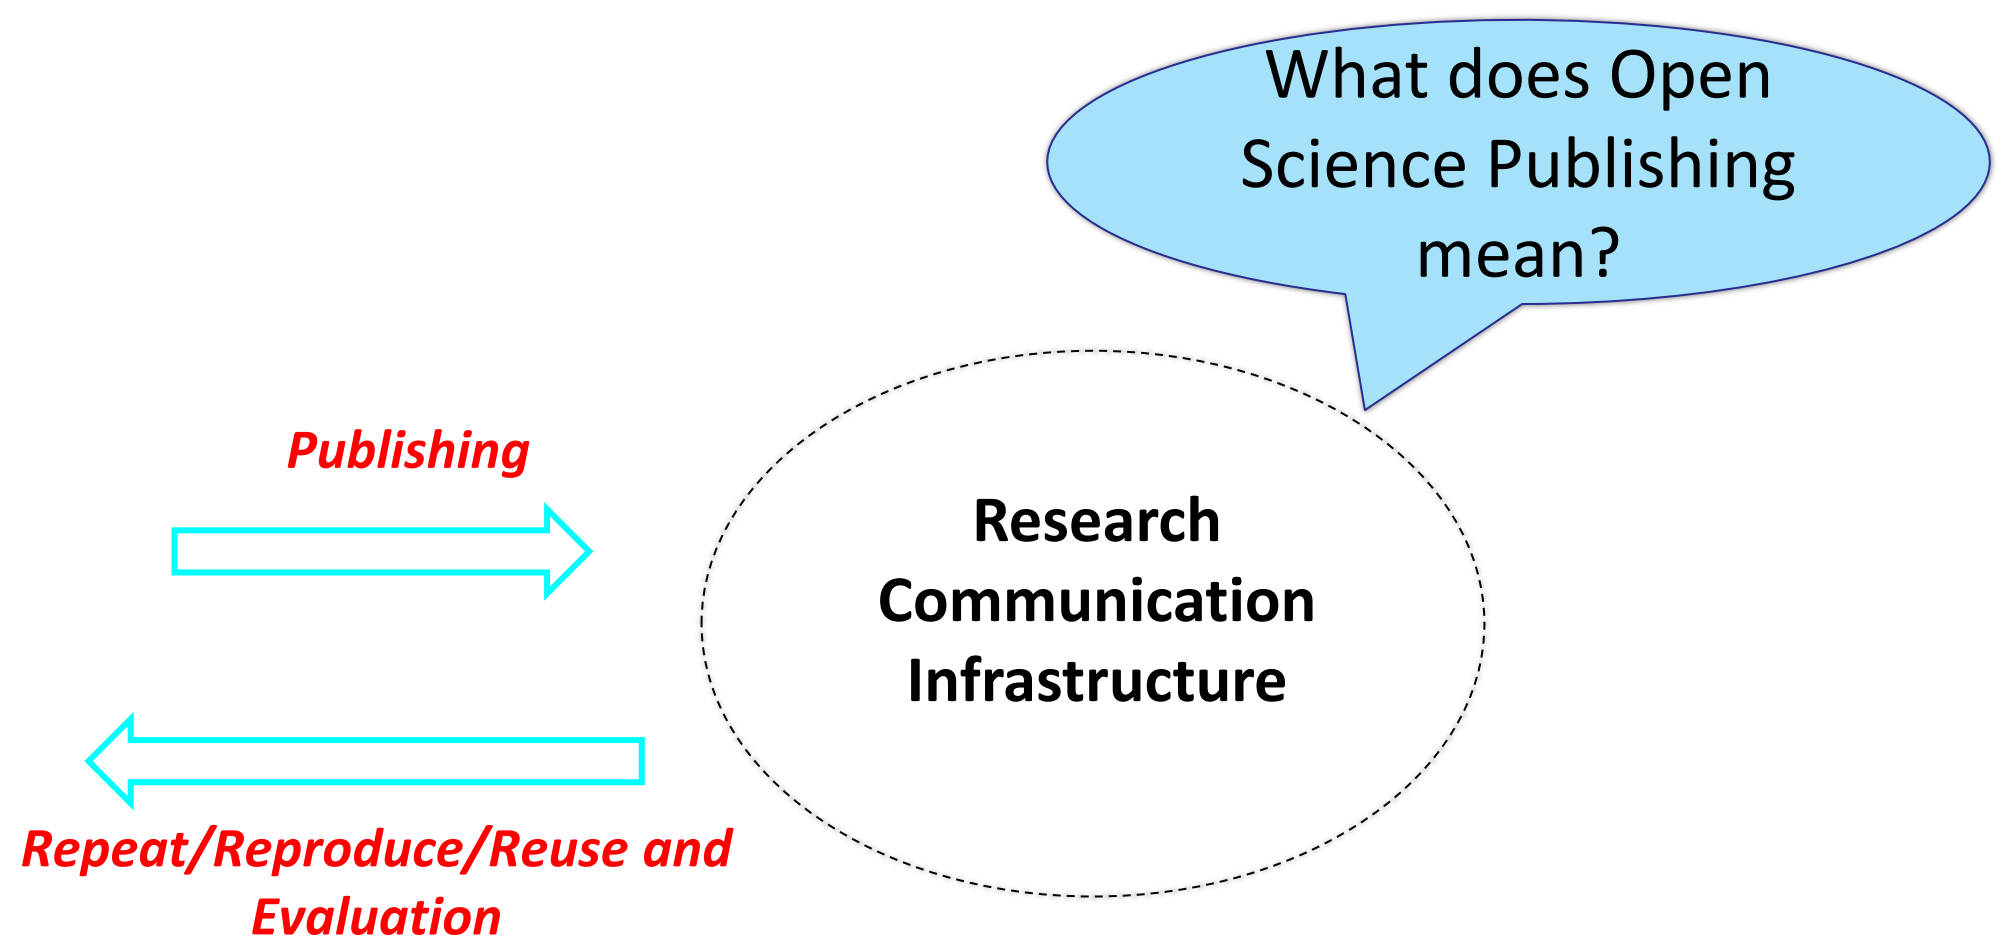 What does Open
Science Publishing
mean?
Publishing
Research
Communication
Infrastructure
Repeat/Reproduce/Reuse and
Evaluation